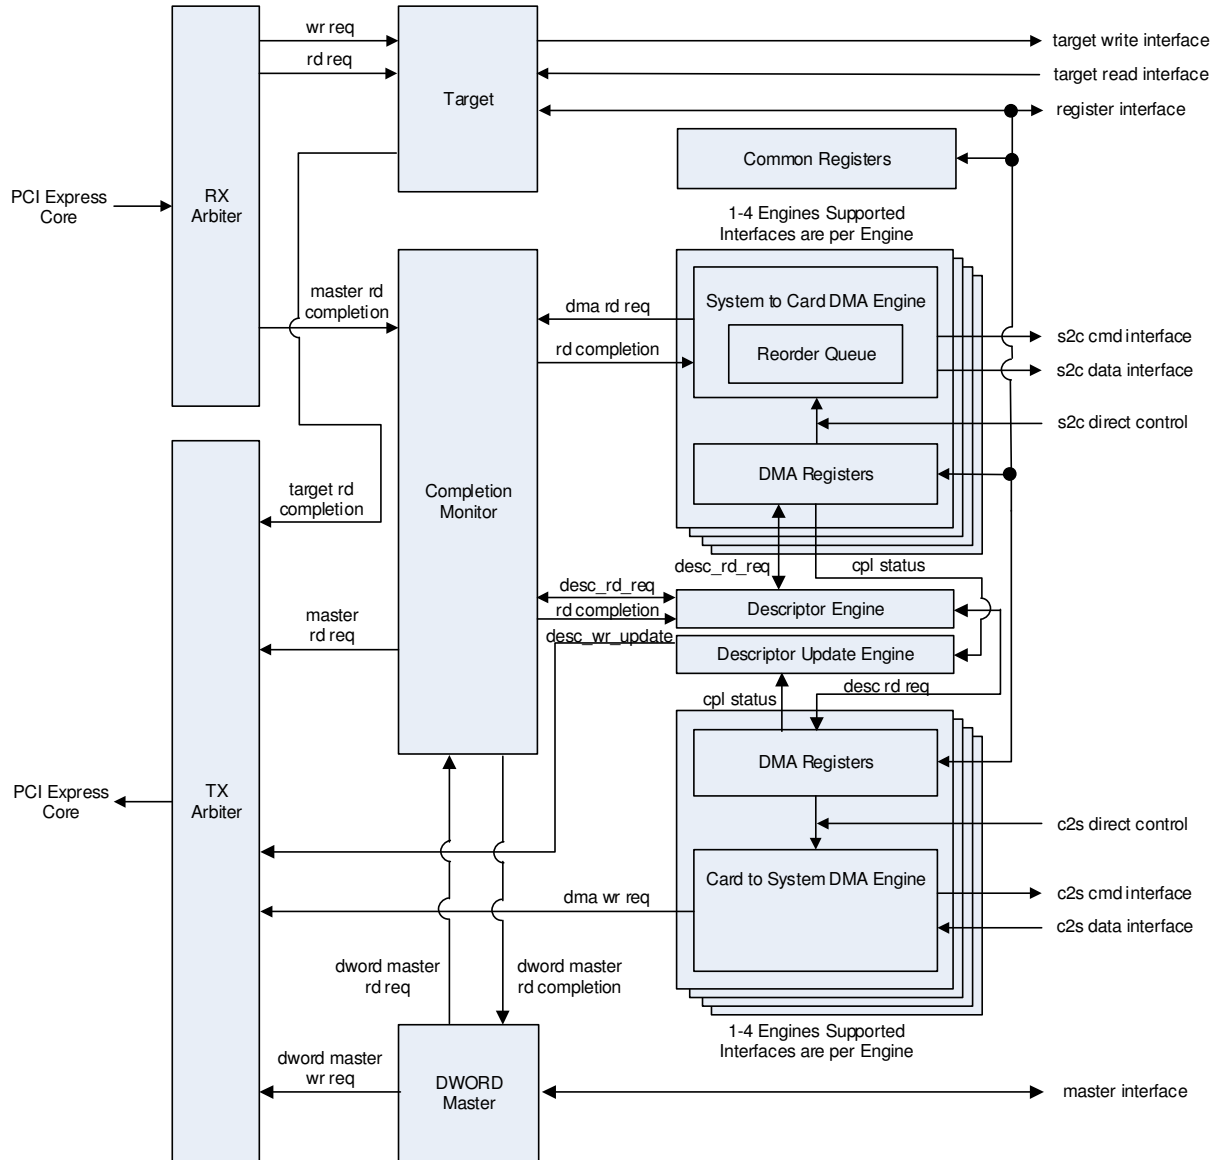 wr req
rd req
Target
target write interface
target read interface
register interface
Common Registers
PCI Express
Core
RX
Arbiter
1-4 Engines Supported
Interfaces are per Engine
master rd
completion
dma rd req
rd completion
System to Card DMA Engine
Reorder Queue
s2c cmd interface
s2c data interface
s2c direct control
DMA Registers
Completion
Monitor
target rd
completion
desc_rd_req
cpl status
desc_rd_req
rd completion
desc_wr_update
Descriptor Engine
Descriptor Update Engine
master
rd req
cpl status
desc rd req
DMA Registers
PCI Express
Core
TX
Arbiter
c2s direct control
Card to System DMA Engine
c2s cmd interface
c2s data interface
dma wr req
dword master
rd req
dword master
rd completion
1-4 Engines Supported
Interfaces are per Engine
dword master
wr req
DWORD
Master
master interface